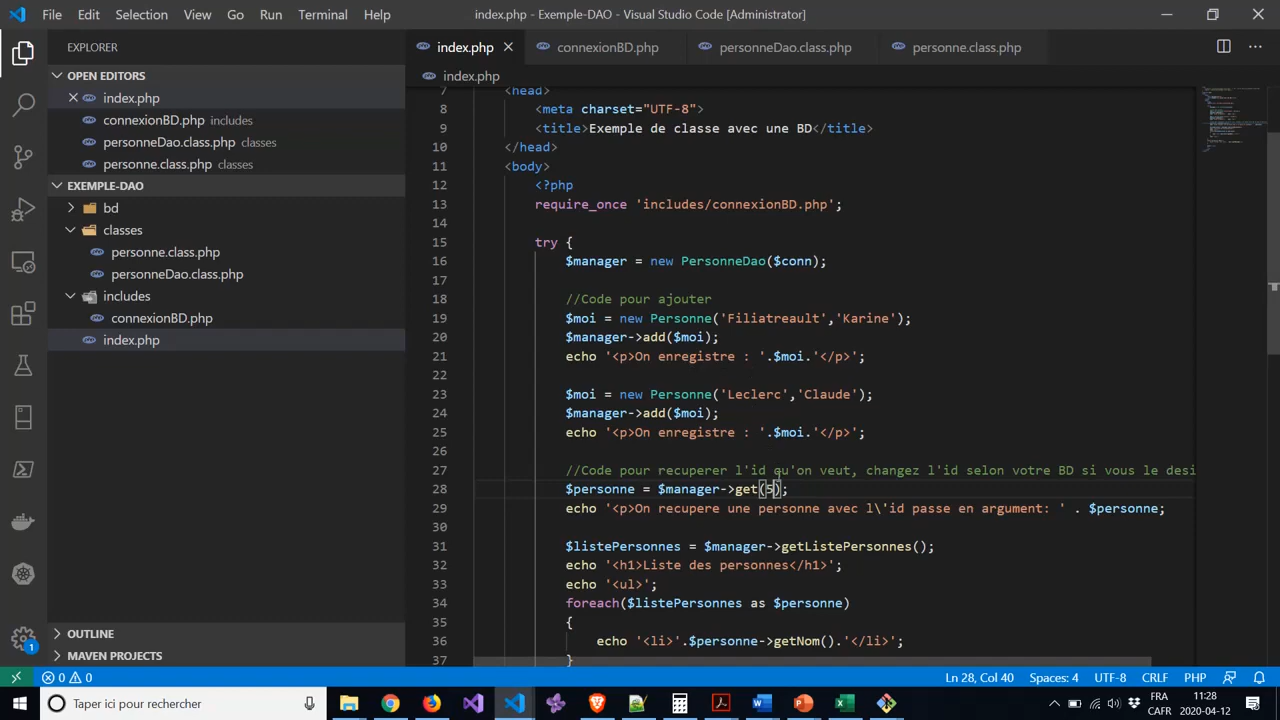 File Edit Selection View Go Run Terminal Help index.php - Exemple-DAO - Visual Studio Code [Administrator]
EXPLORER
OPEN EDITORS
index.php
connexionBD.php includes
personneDao.class.php classes
personne.class.php classes
EXEMPLE-DAO
bd
classes
personne.class.php
personneDao.class.php
includes
connexionBD.php
index.php
OUTLINE
MAVEN PROJECTS
index.php connexionBD.php personneDao.class.php personne.class.php
index.php
7 <head>
8 <meta charset="UTF-8">
9 <title>Exemple de classe avec une BD</title>
10 </head>
11 <body>
12 <?php
13 require_once 'includes/connexionBD.php';
14
15 try {
16 $manager = new PersonneDao($conn);
17
18 //Code pour ajouter
19 $moi = new Personne('Filiatreault','Karine');
20 $manager->add($moi);
21 echo '<p>On enregistre : '.$moi.'</p>';
22
23 $moi = new Personne('Leclerc','Claude');
24 $manager->add($moi);
25 echo '<p>On enregistre : '.$moi.'</p>';
26
27 //Code pour recuperer l'id qu'on veut, changez l'id selon votre BD si vous le desi
28 $personne = $manager->get(5);
29 echo '<p>On recupere une personne avec l\'id passe en argument: ' . $personne;
30
31 $listePersonnes = $manager->getListePersonnes();
32 echo '<h1>Liste des personnes</h1>';
33 echo '<ul>';
34 foreach($listePersonnes as $personne)
35 {
36 echo '<li>'.$personne->getNom().'</li>';
37 }
1
0 0 Ln 28, Col 40 Spaces: 4 UTF-8 CRLF PHP
Taper ici pour rechercher
FRA
CAFR
11:28
2020-04-12